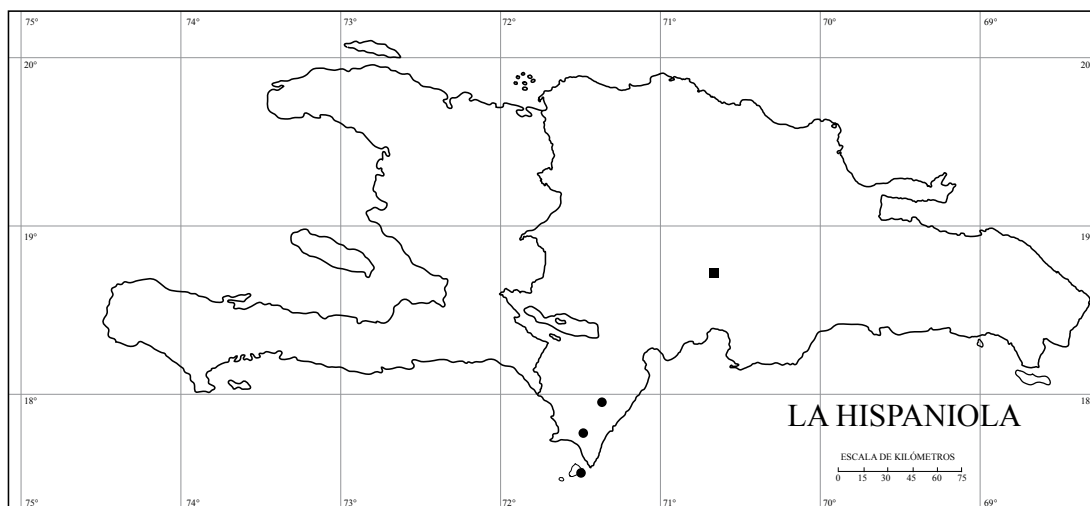 75° 74° 73° 72° 71° 70° 69°
20° 20
19° 19
18° 18
LA HISPANIOLA
ESCALA DE KILÓMETROS
0 15 30 45 60 75
75° 74° 73° 72° 71° 70° 69°